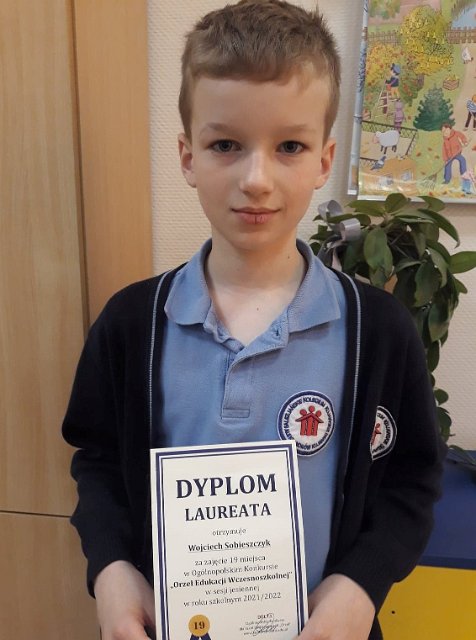 DYPLOM
LAUREATA
otrzymuje
Wojciech Sobieszczyk
za zajęcie 19 miejsca
w Ogólnopolskim Konkursie
„Orzeł Edukacji Wczesnoszkolnej"
w sesji jesiennej
w roku szkolnym 2021/2022
19